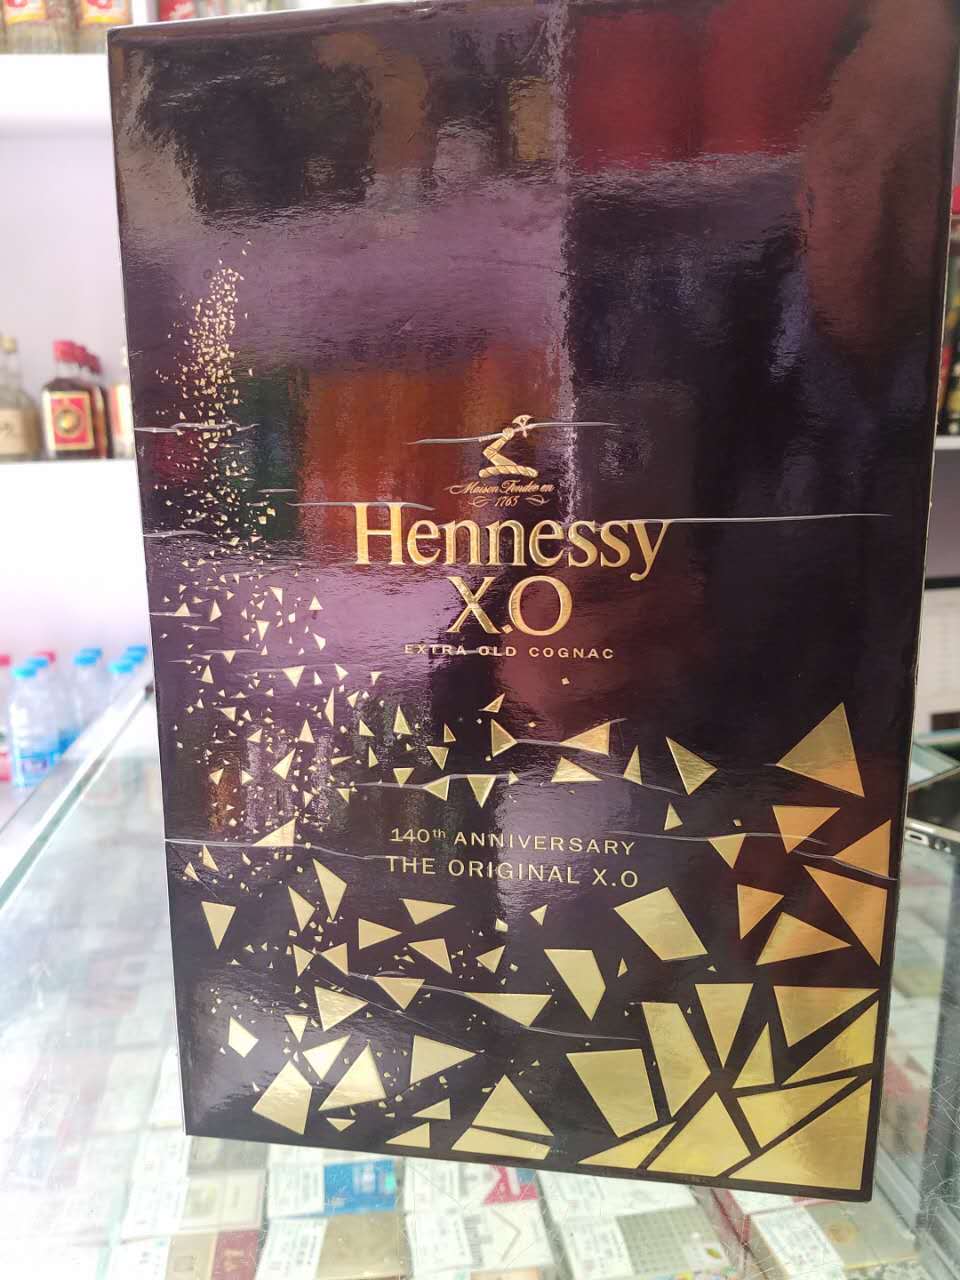 Maison Fondée en
1765
Hennessy
X.O
EXTRA OLD COGNAC
140th ANNIVERSARY
THE ORIGINAL X.O